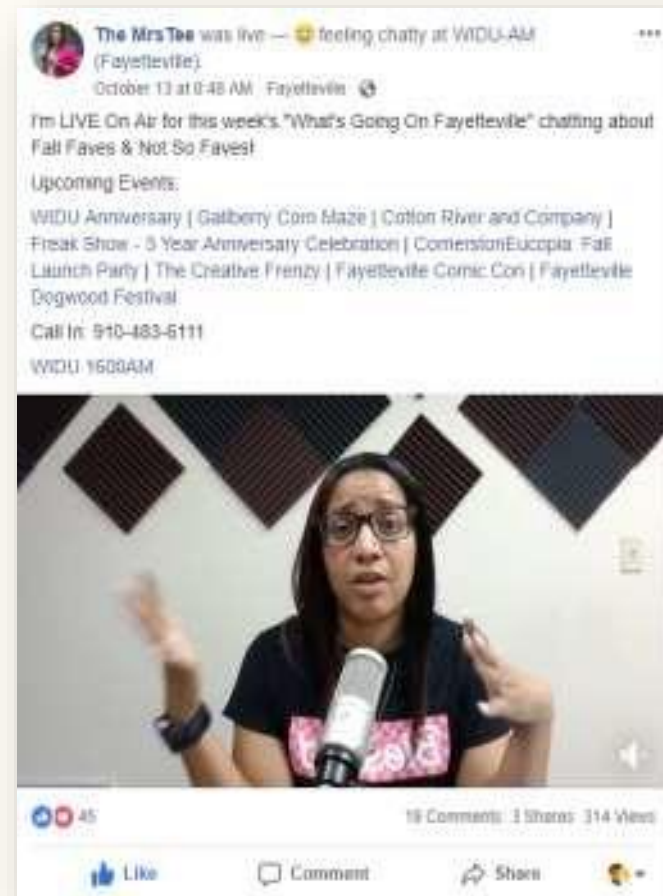 The MrsTee was live — feeling chatty at WIDU-AM
(Fayetteville).
October 13 at 8:48 AM Fayetteville
I'm LIVE On Air for this week's "What's Going On Fayetteville" chatting about
Fall Faves & Not So Faves!
Upcoming Events:
WIDU Anniversary | Gallberry Corn Maze | Cotton River and Company |
Freak Show - 3 Year Anniversary Celebration | CornerstonEucopia Fall
Launch Party | The Creative Frenzy | Fayetteville Comic Con | Fayetteville
Dogwood Festival
Call In: 910-483-6111
WIDU 1600AM
45
19 Comments 3 Shares 314 Views
Like Comment Share